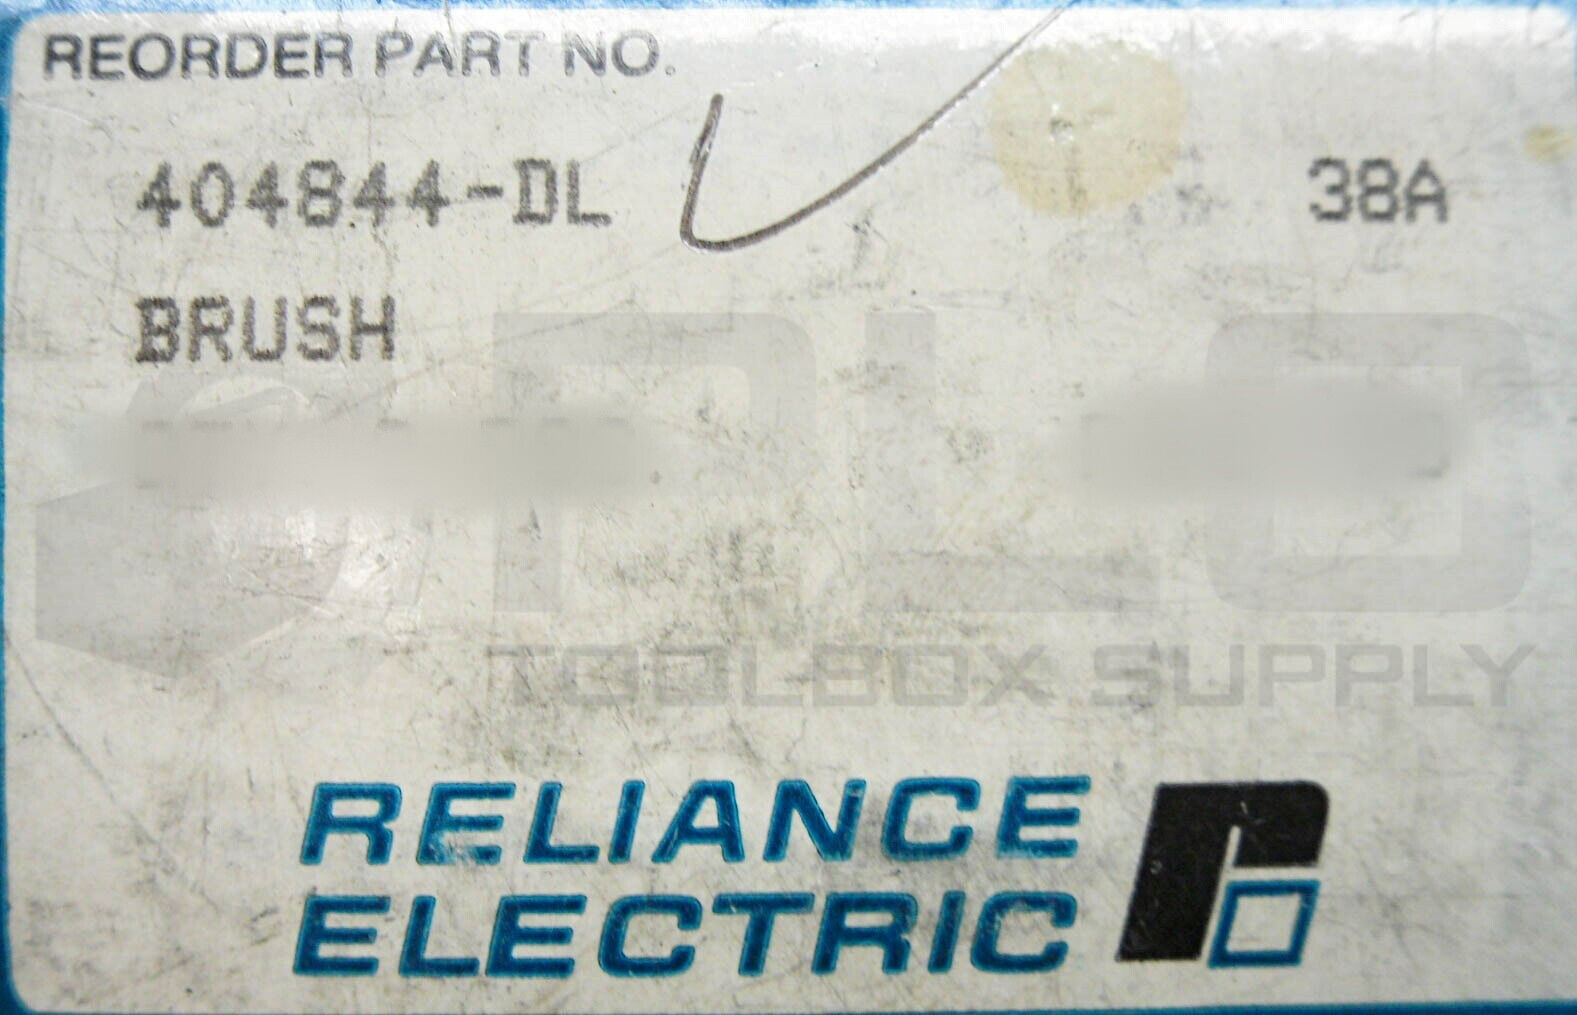 REORDER PART NO.
404844-DL 38A
BRUSH
TOOLBOX SUPPLY
RELIANCE
ELECTRIC